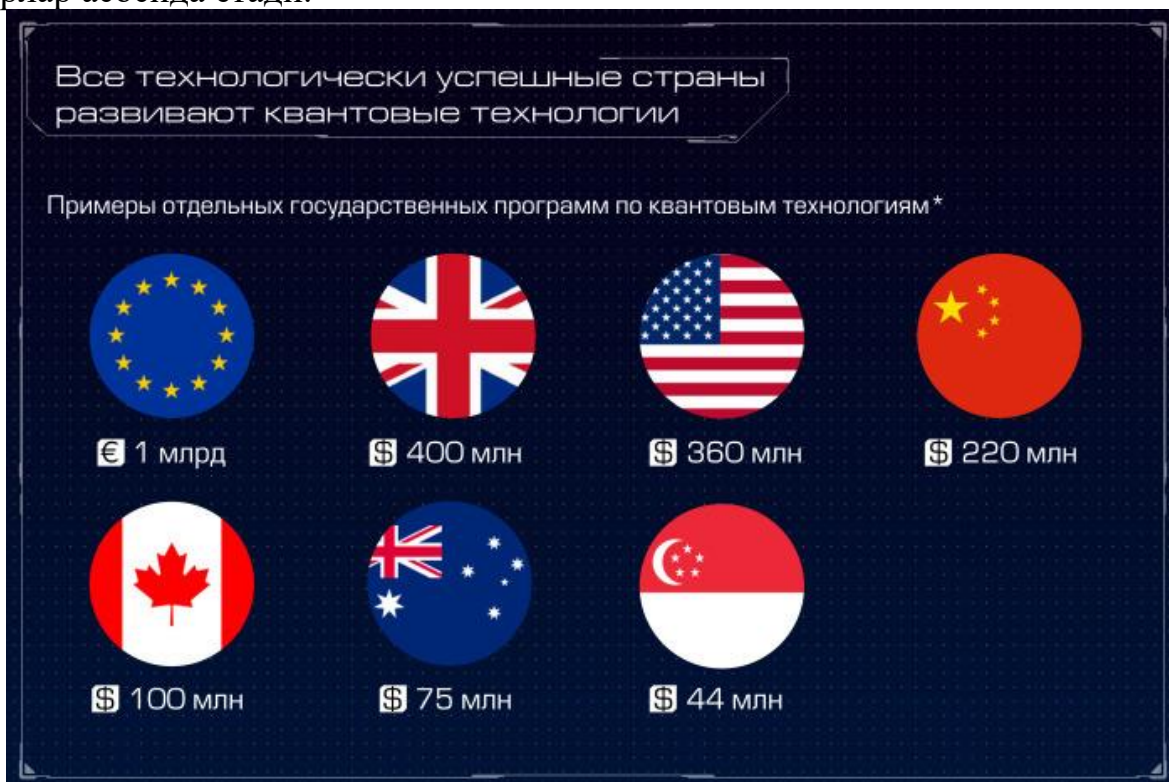 Все технологически успешные страны
развивают квантовые технологии
Примеры отдельных государственных программ по квантовым технологиям*
€ 1 млрд
$ 400 млн
$ 360 млн
$ 220 млн
$ 100 млн
$ 75 млн
$ 44 млн